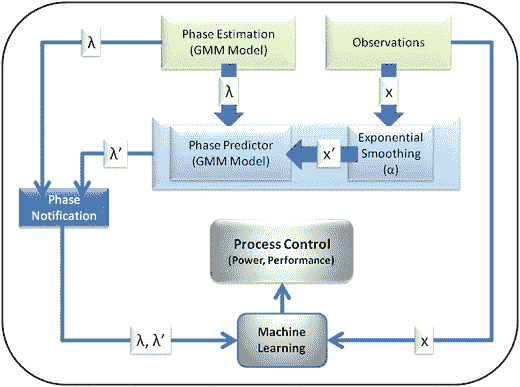 Phase Estimation
(GMM Model)
Observations
λ
λ
x
Phase Predictor
(GMM Model)
x’
Exponential
Smoothing
(α)
λ’
Phase
Notification
Process Control
(Power, Performance)
λ, λ’
Machine
Learning
x